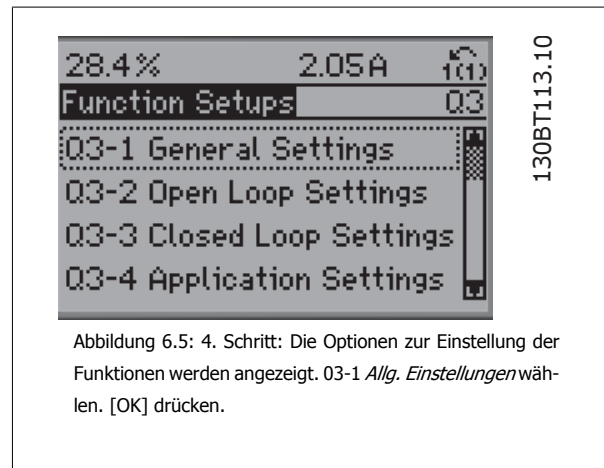 28.4% 2.05A 1(1)
Function Setups Q3
Q3-1 General Settings
Q3-2 Open Loop Settings
Q3-3 Closed Loop Settings
Q3-4 Application Settings
130BT113.10
Abbildung 6.5: 4. Schritt: Die Optionen zur Einstellung der
Funktionen werden angezeigt. 03-1 Allg. Einstellungen wäh-
len. [OK] drücken.